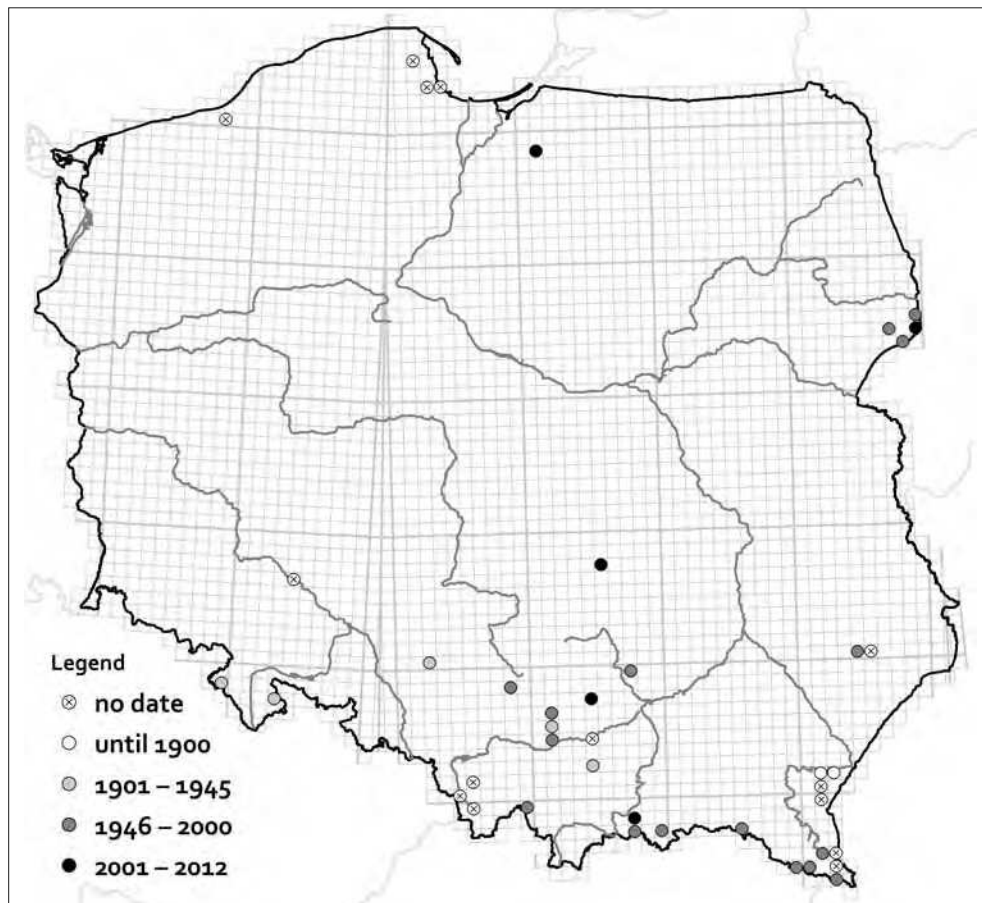 Legend
no date
until 1900
1901 – 1945
1946 – 2000
2001 – 2012